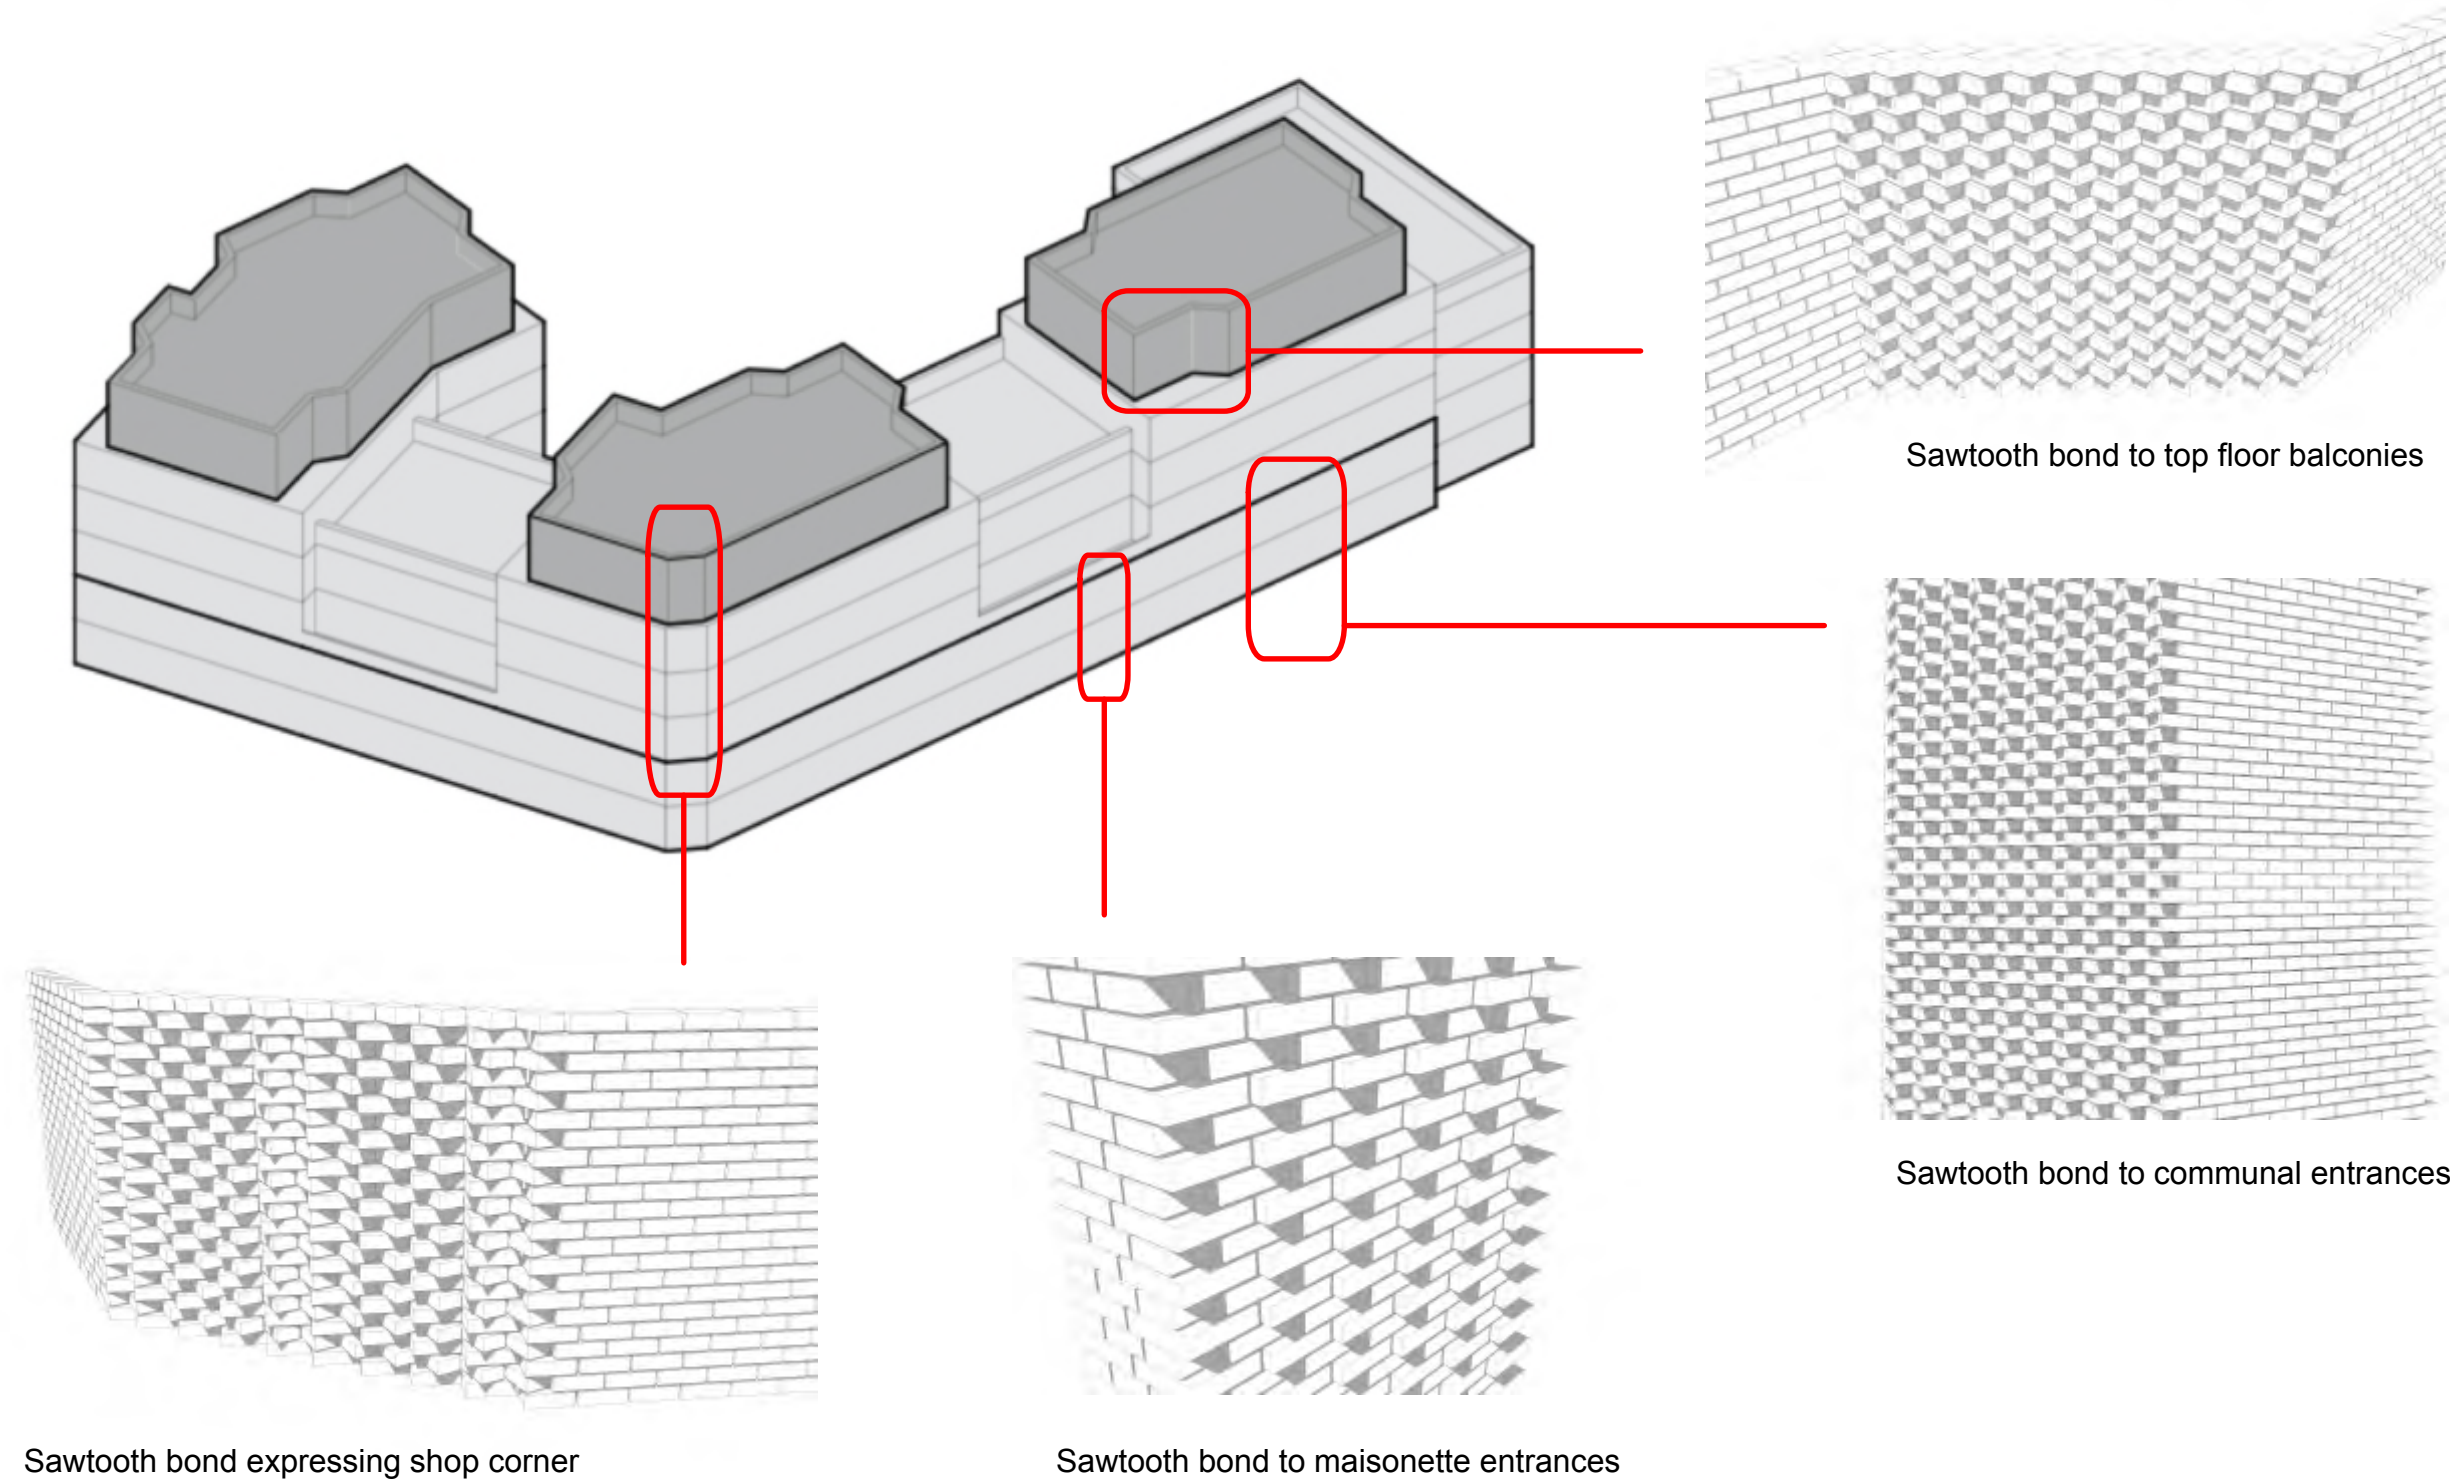 Sawtooth bond to top floor balconies
Sawtooth bond to communal entrances
Sawtooth bond expressing shop corner
Sawtooth bond to maisonette entrances